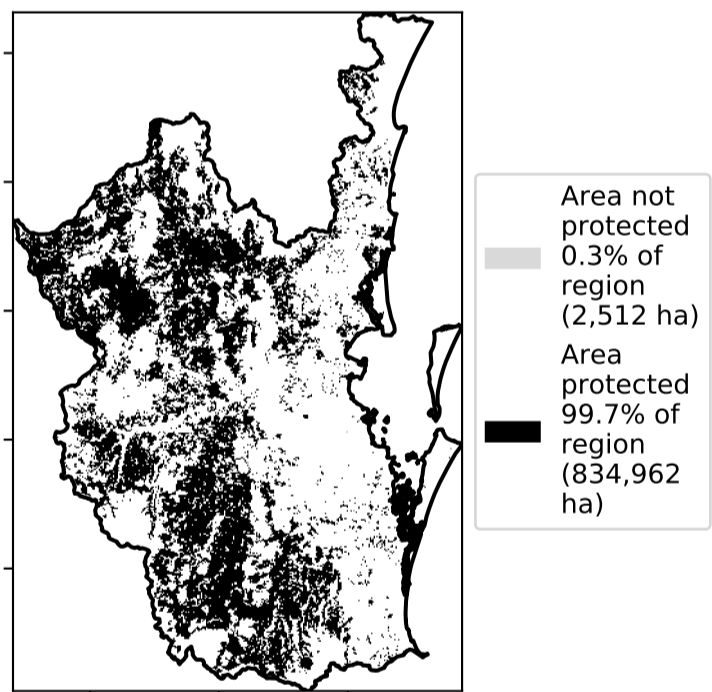 Area not
protected
0.3% of
region
(2,512 ha)
Area
protected
99.7% of
region
(834,962
ha)